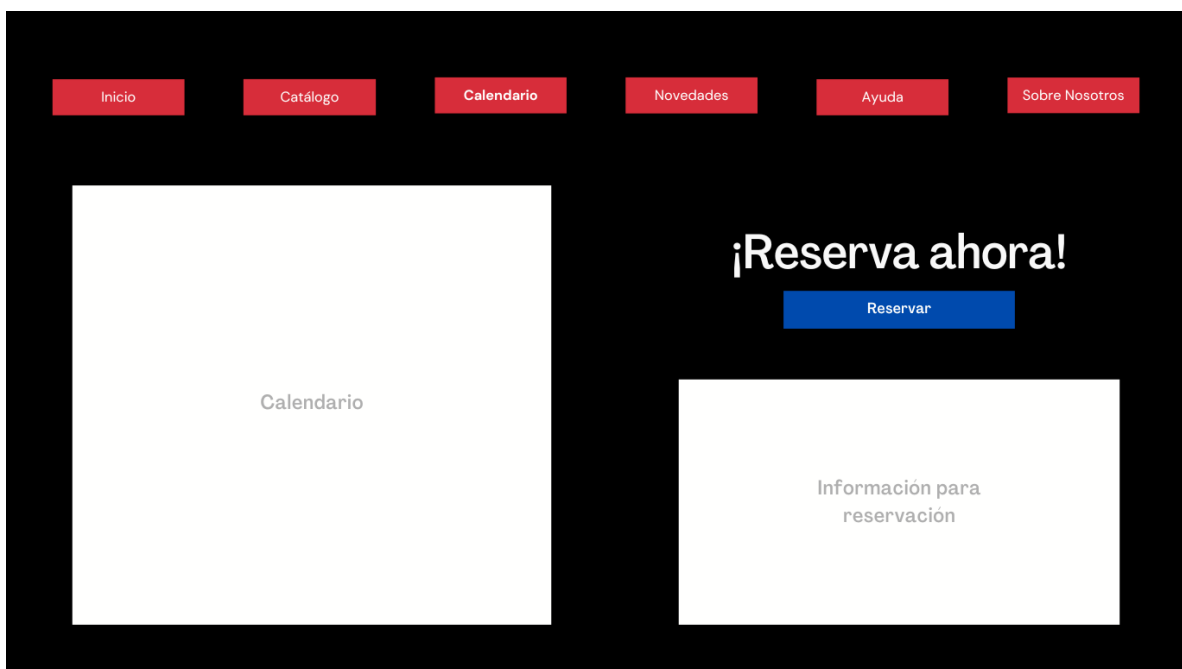 Inicio
Catálogo
Calendario
Novedades
Ayuda
Sobre Nosotros
¡Reserva ahora!
Reservar
Calendario
Información para
reservación